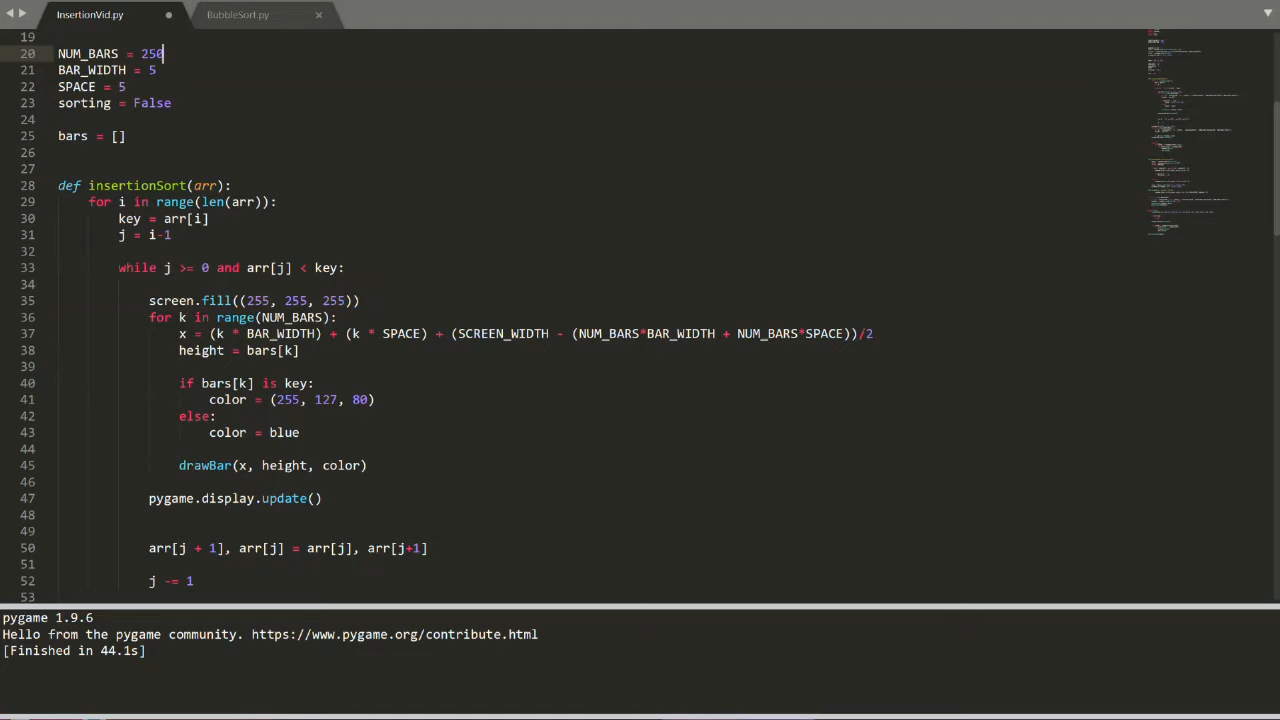 InsertionVid.py
BubbleSort.py
19
20 NUM_BARS = 250
21 BAR_WIDTH = 5
22 SPACE = 5
23 sorting = False
24
25 bars = []
26
27
28 def insertionSort(arr):
29 for i in range(len(arr)):
30 key = arr[i]
31 j = i-1
32
33 while j >= 0 and arr[j] < key:
34
35 screen.fill((255, 255, 255))
36 for k in range(NUM_BARS):
37 x = (k * BAR_WIDTH) + (k * SPACE) + (SCREEN_WIDTH - (NUM_BARS*BAR_WIDTH + NUM_BARS*SPACE))/2
38 height = bars[k]
39
40 if bars[k] is key:
41 color = (255, 127, 80)
42 else:
43 color = blue
44
45 drawBar(x, height, color)
46
47 pygame.display.update()
48
49
50 arr[j + 1], arr[j] = arr[j], arr[j+1]
51
52 j -= 1
53
pygame 1.9.6
Hello from the pygame community. https://www.pygame.org/contribute.html
[Finished in 44.1s]